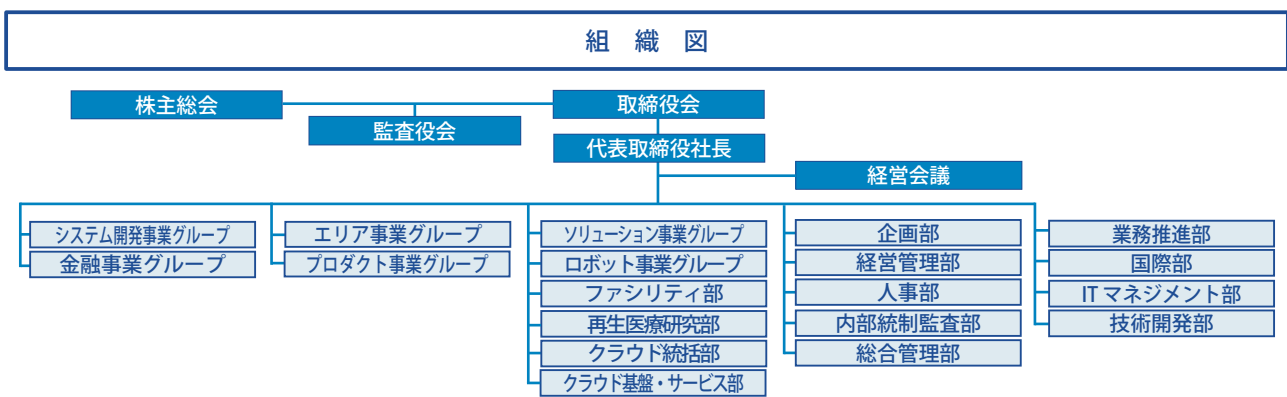 組織図
株主総会
取締役会
監査役会
代表取締役社長
経営会議
システム開発事業グループ
金融事業グループ
エリア事業グループ
プロダクト事業グループ
ソリューション事業グループ
ロボット事業グループ
ファシリティ部
再生医療研究部
クラウド統括部
クラウド基盤・サービス部
企画部
経営管理部
人事部
内部統制監査部
総合管理部
業務推進部
国際部
ITマネジメント部
技術開発部